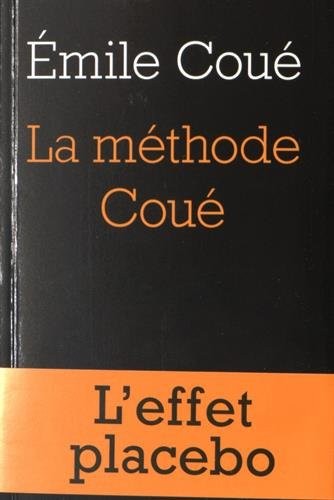 Émile Coué
La méthode
Coué
L'effet
placebo